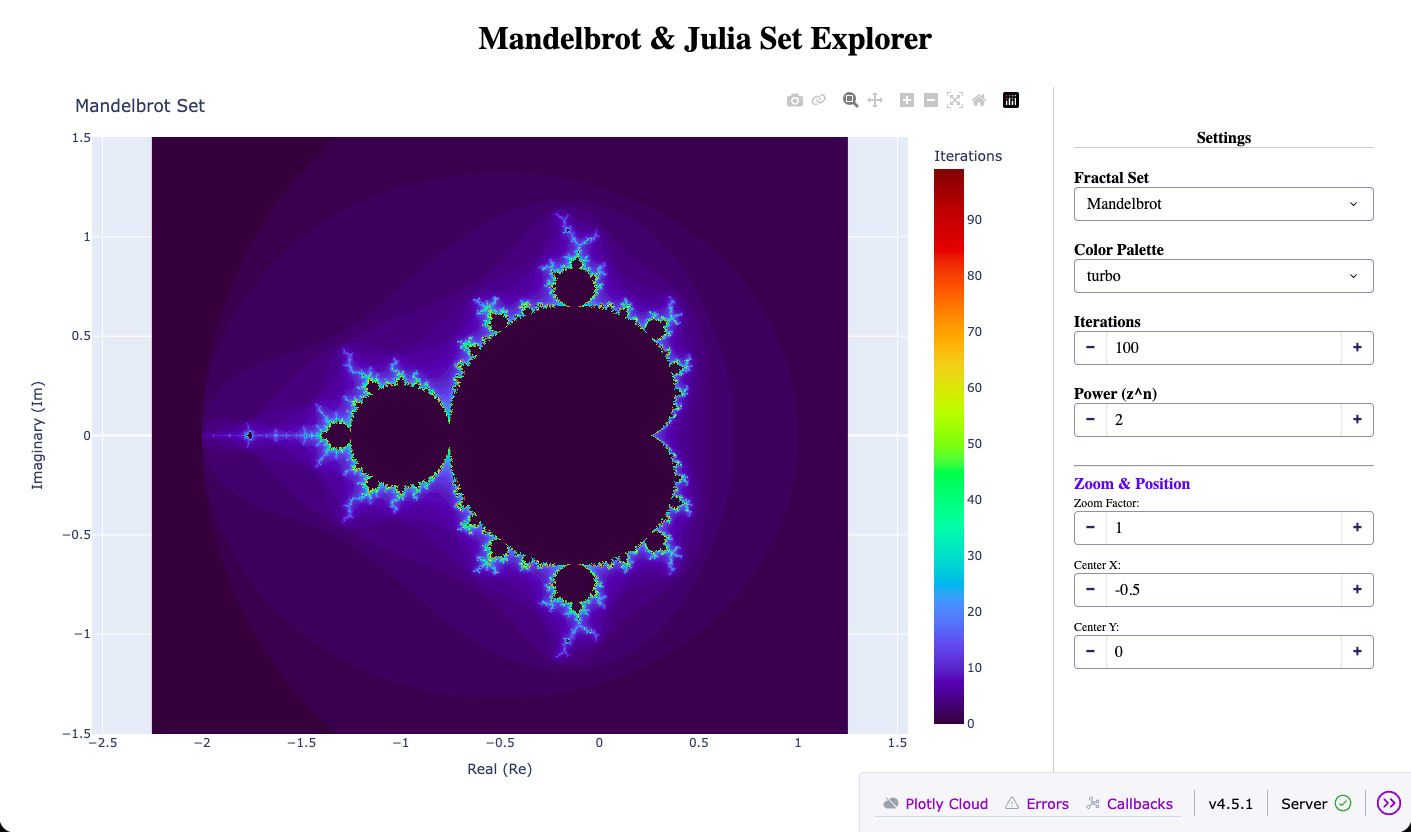 Mandelbrot & Julia Set Explorer
Mandelbrot Set
1.5
1
0.5
0
−0.5
−1
−1.5
Imaginary (Im)
−2.5
−2
−1.5
−1
−0.5
0
0.5
1
1.5
Real (Re)
Iterations
90
80
70
60
50
40
30
20
10
0
Settings
Fractal Set
Mandelbrot
Color Palette
turbo
Iterations
− 100 +
Power (z^n)
− 2 +
Zoom & Position
Zoom Factor:
− 1 +
Center X:
− -0.5 +
Center Y:
− 0 +
Plotly Cloud Errors Callbacks v4.5.1 Server